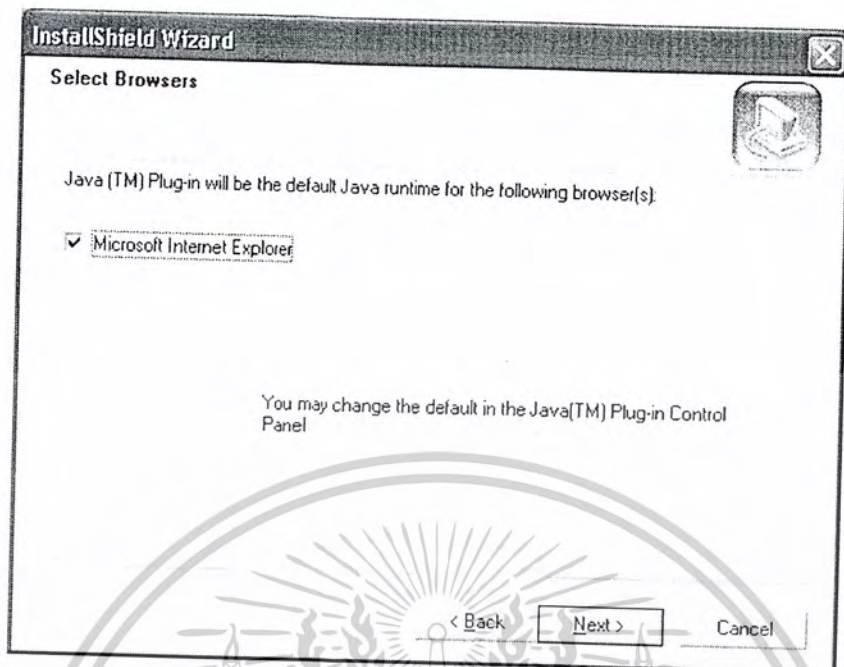 InstallShield Wizard
Select Browsers
Java (TM) Plug-in will be the default Java runtime for the following browser(s):
Microsoft Internet Explorer
You may change the default in the Java(TM) Plug-in Control
Panel
< Back
Next >
Cancel